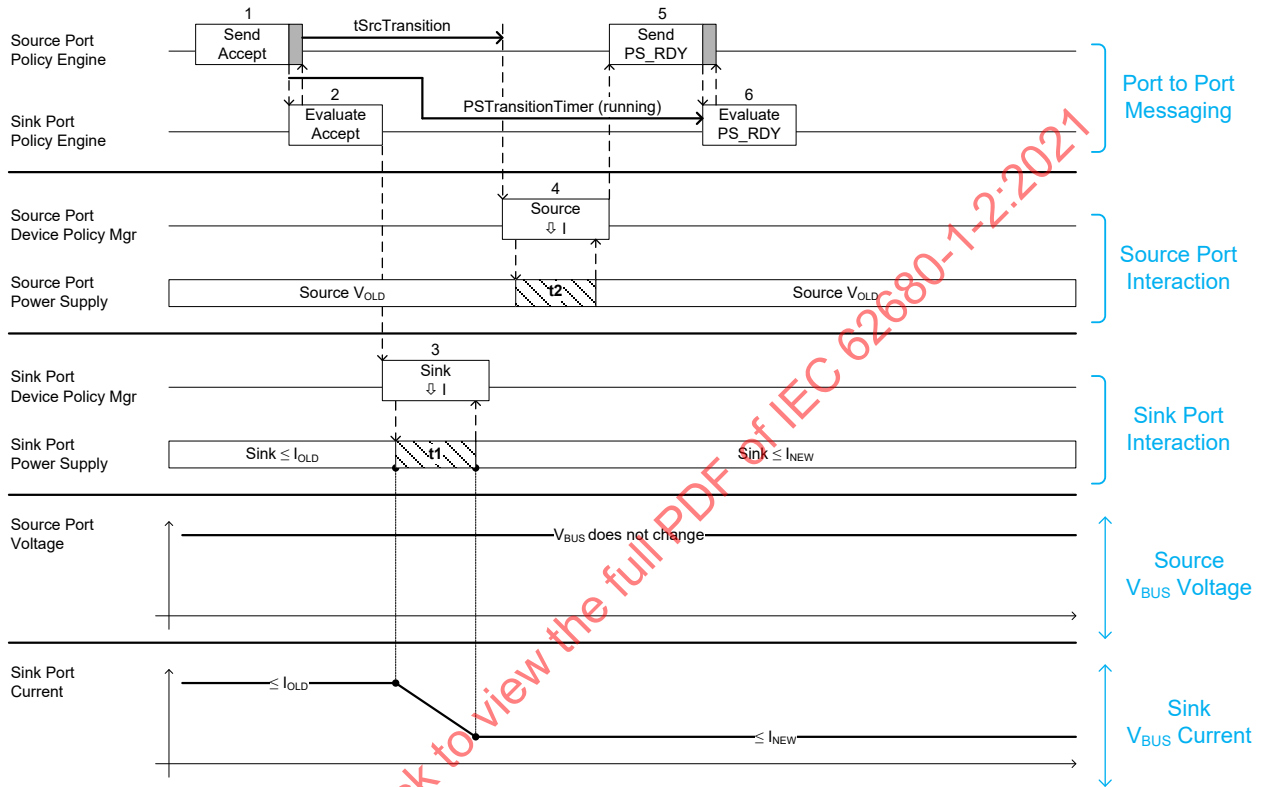 1
5
Source Port
Policy Engine
Send
Accept
tSrcTransition
Send
PS_RDY
2
PSTransitionTimer (running)
6
Sink Port
Policy Engine
Evaluate
Accept
Evaluate
PS_RDY
Port to Port
Messaging
4
Source Port
Device Policy Mgr
Source
⇩ I
Source Port
Power Supply
Source VOLD
t2
Source VOLD
Source Port
Interaction
3
Sink Port
Device Policy Mgr
Sink
⇩ I
Sink Port
Power Supply
Sink ≤ IOLD
t1
Sink ≤ INEW
Sink Port
Interaction
Source Port
Voltage
VBUS does not change
Source
VBUS Voltage
Sink Port
Current
≤ IOLD
≤ INEW
Sink
VBUS Current
to view the full PDF of IEC 62680-1-2:2021